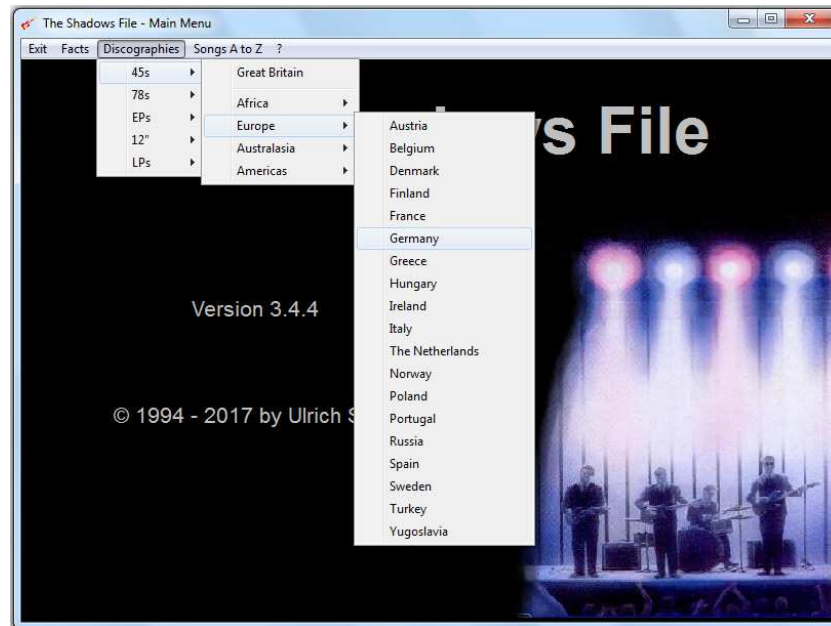 The Shadows File - Main Menu
Exit Facts Discographies Songs A to Z ?
45s
78s
EPs
12"
LPs
Great Britain
Africa
Europe
Australasia
Americas
Austria
Belgium
Denmark
Finland
France
Germany
Greece
Hungary
Ireland
Italy
The Netherlands
Norway
Poland
Portugal
Russia
Spain
Sweden
Turkey
Yugoslavia
File
Version 3.4.4
© 1994 - 2017 by Ulrich